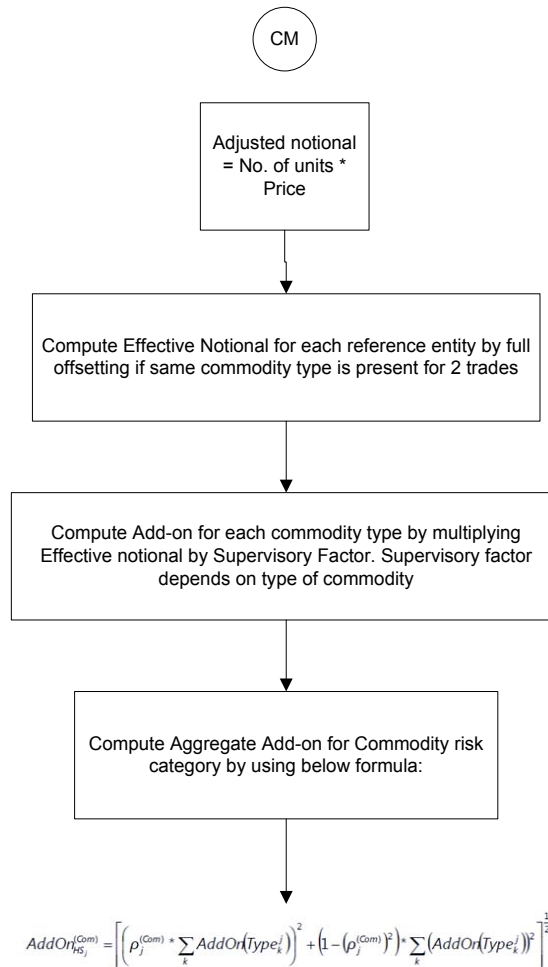 CM
Adjusted notional
= No. of units *
Price
Compute Effective Notional for each reference entity by full
offsetting if same commodity type is present for 2 trades
Compute Add-on for each commodity type by multiplying
Effective notional by Supervisory Factor. Supervisory factor
depends on type of commodity
Compute Aggregate Add-on for Commodity risk
category by using below formula:
AddOn_{HS_j}^{(Com)} = [(ρ_j^{(Com)} * ∑_k AddOn(Type_k^j))^2 + (1-(ρ_j^{(Com)})^2) * ∑_k (AddOn(Type_k^j))^2]^{1/2}